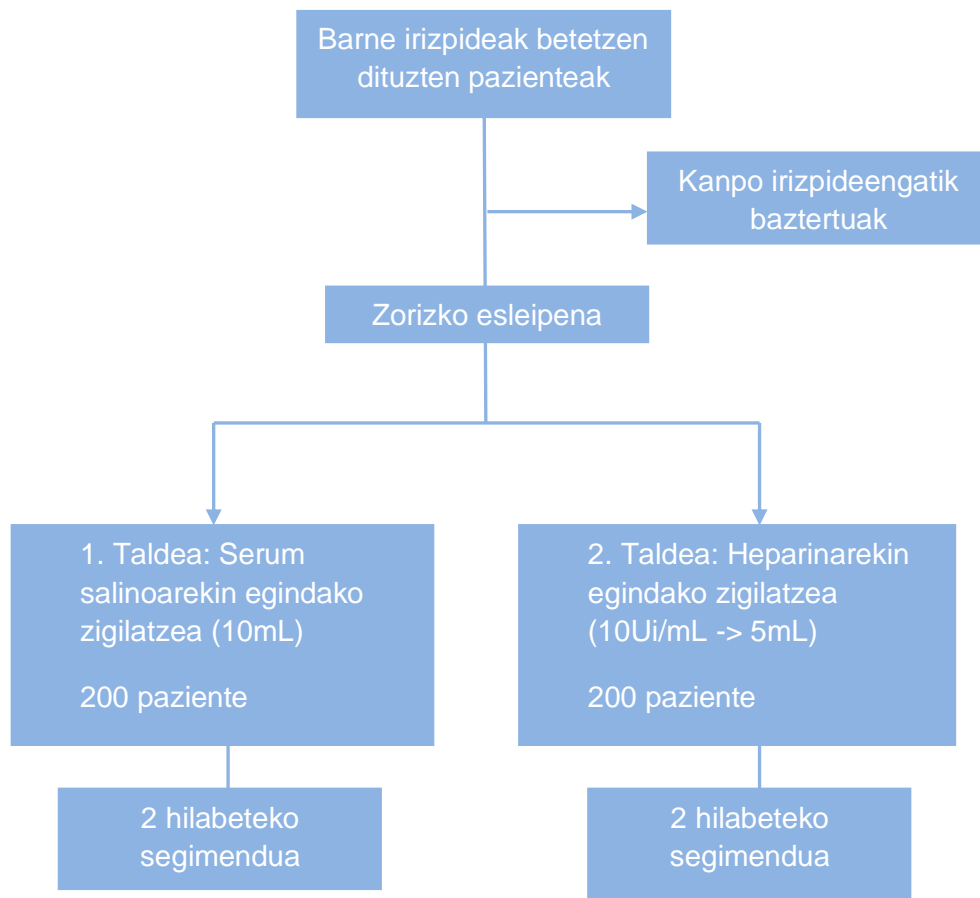 Barne irizpideak betetzen
dituzten pazienteak
Kanpo irizpideengatik
baztertuak
Zorizko esleipena
1. Taldea: Serum
salinoarekin egindako
zigilatzea (10mL)
200 paziente
2. Taldea: Heparinarekin
egindako zigilatzea
(10Ui/mL -> 5mL)
200 paziente
2 hilabeteko
segimendua
2 hilabeteko
segimendua